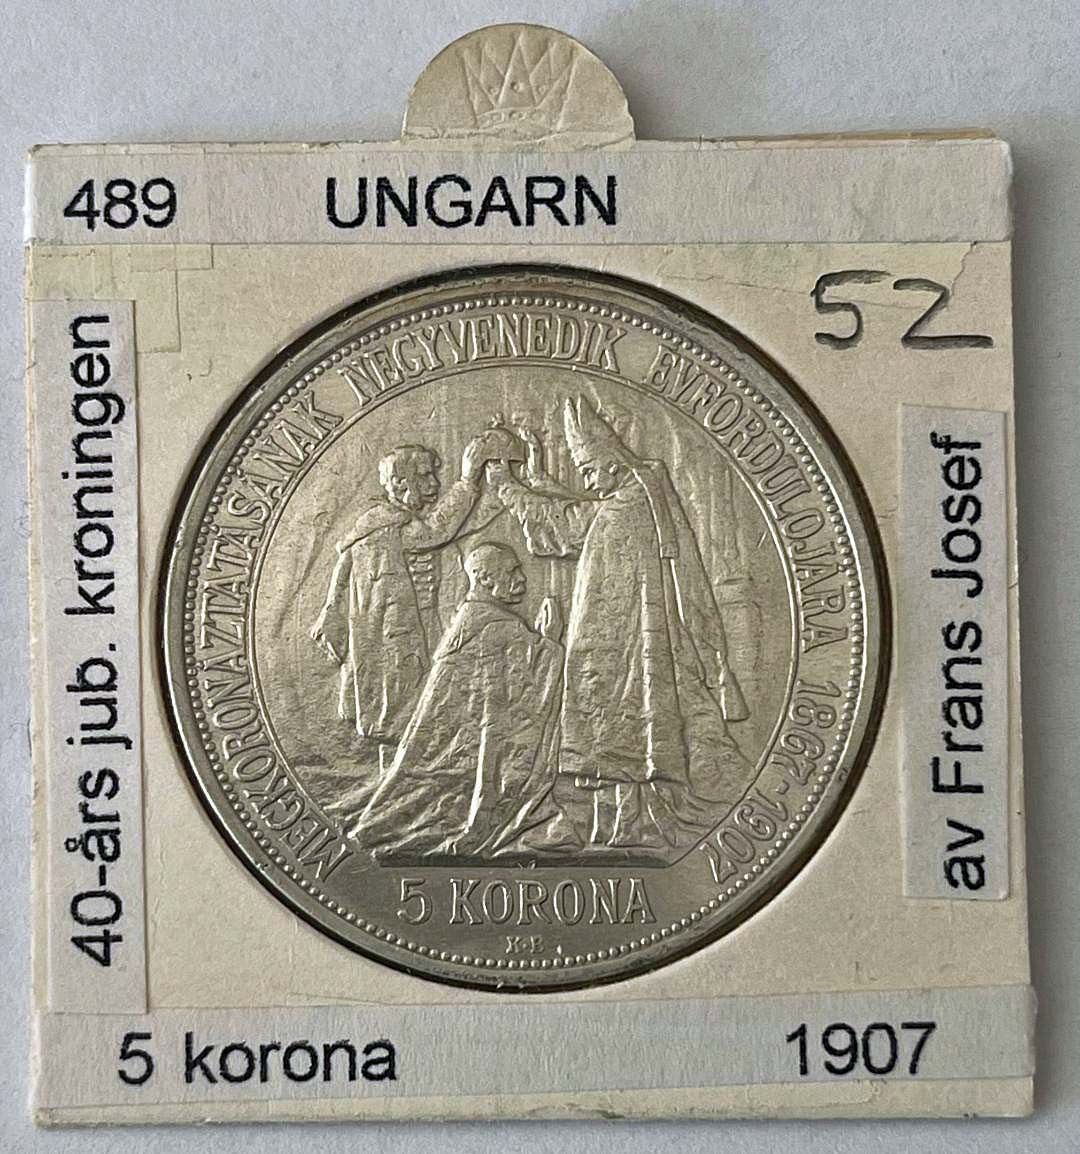 489 UNGARN
SZ
40-års jub. kroningen
av Frans Josef
MEGKORONÁZTATÁSÁNAK NEGYVENEDIK ÉVFORDULÓJÁRA 1867-1907
5 KORONA
K·B
5 korona 1907